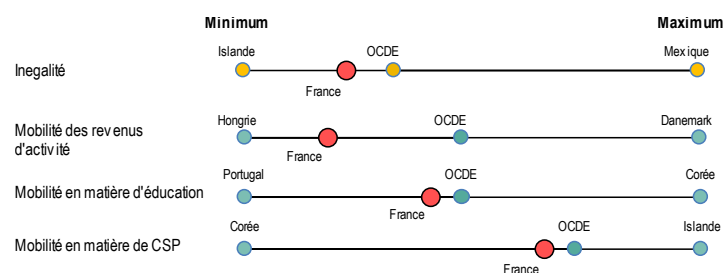 Minimum Maximum
Islande OCDE Mexique
Inegalité
France
Hongrie OCDE Danemark
Mobilité des revenus
d'activité
France
Portugal OCDE Corée
Mobilité en matière d'éducation
France
Corée OCDE Islande
Mobilité en matière de CSP
France